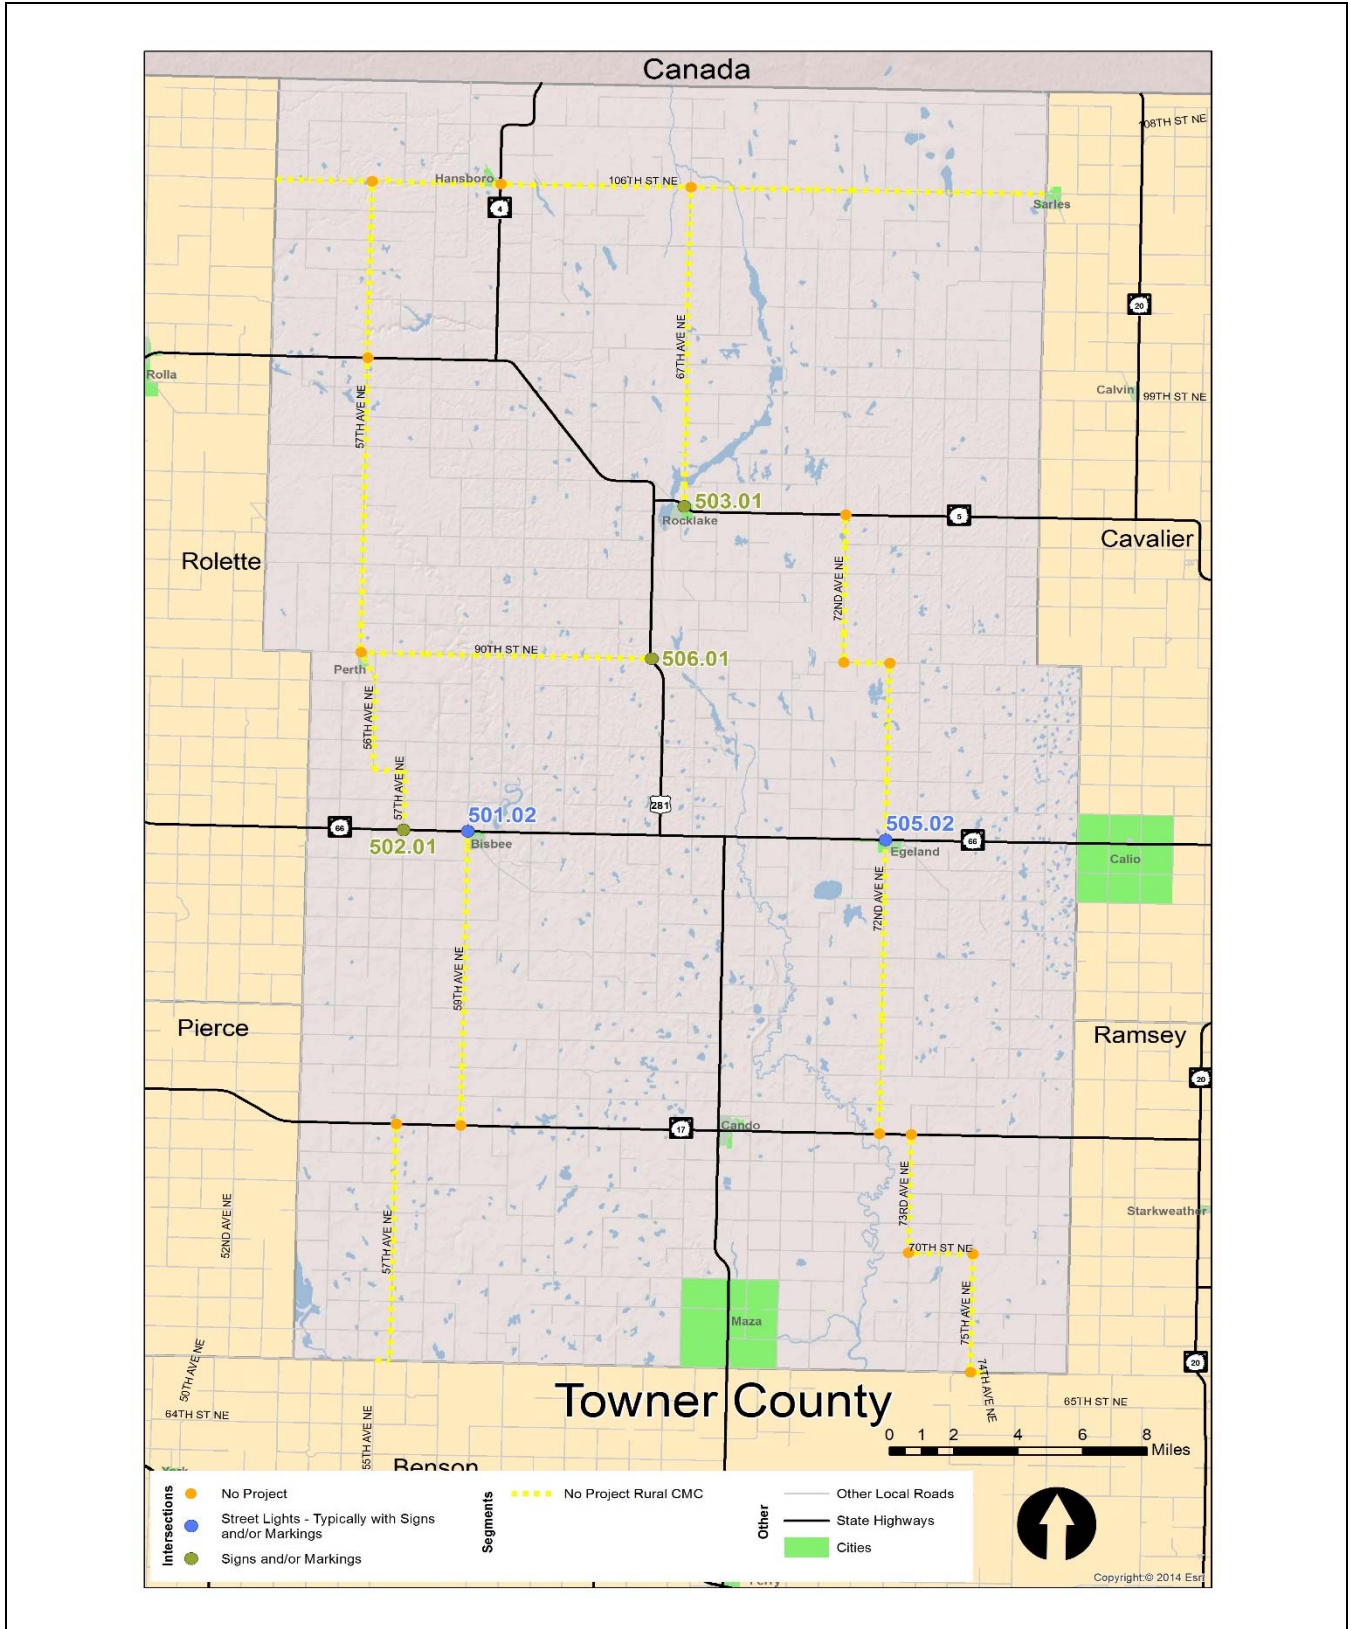 Canada
108TH ST NE
Hansboro
106TH ST NE
Sarles
4
20
67TH AVE NE
Rolla
Calvin
99TH ST NE
57TH AVE NE
503.01
Rocklake
5
Cavalier
Rolette
72ND AVE NE
90TH ST NE
506.01
Perth
56TH AVE NE
57TH AVE NE
281
501.02
505.02
66
502.01
Bisbee
Egeland
66
Calio
72ND AVE NE
59TH AVE NE
Pierce
Ramsey
20
17
Cando
73RD AVE NE
52ND AVE NE
57TH AVE NE
Starkweather
70TH ST NE
75TH AVE NE
Maza
50TH AVE NE
20
74TH AVE NE
Towner County
64TH ST NE
65TH ST NE
55TH AVE NE
0 1 2 4 6 8
Miles
Benson
York
Intersections
No Project
Street Lights - Typically with Signs
and/or Markings
Signs and/or Markings
Segments
No Project Rural CMC
Other
Other Local Roads
State Highways
Cities
Copyright:© 2014 Esri